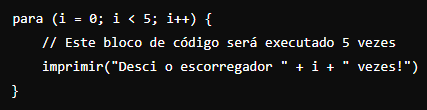 para (i = 0; i < 5; i++) {
    // Este bloco de código será executado 5 vezes
    imprimir("Desci o escorregador " + i + " vezes!")
}